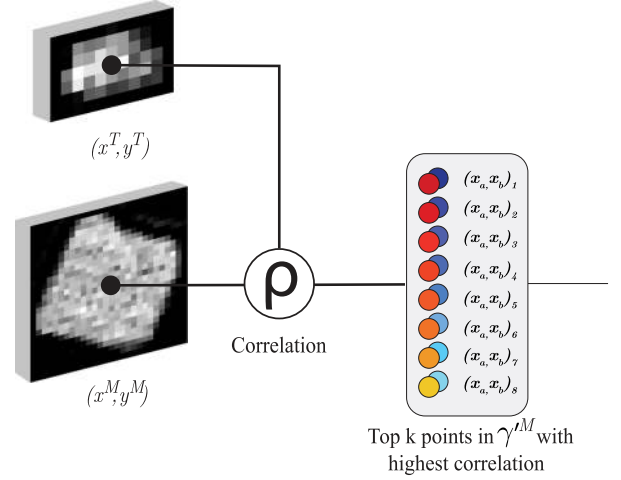 (x^T, y^T)
(x^M, y^M)
ρ
Correlation
(x_a, x_b)_1
(x_a, x_b)_2
(x_a, x_b)_3
(x_a, x_b)_4
(x_a, x_b)_5
(x_a, x_b)_6
(x_a, x_b)_7
(x_a, x_b)_8
Top k points in γ'^M with
highest correlation